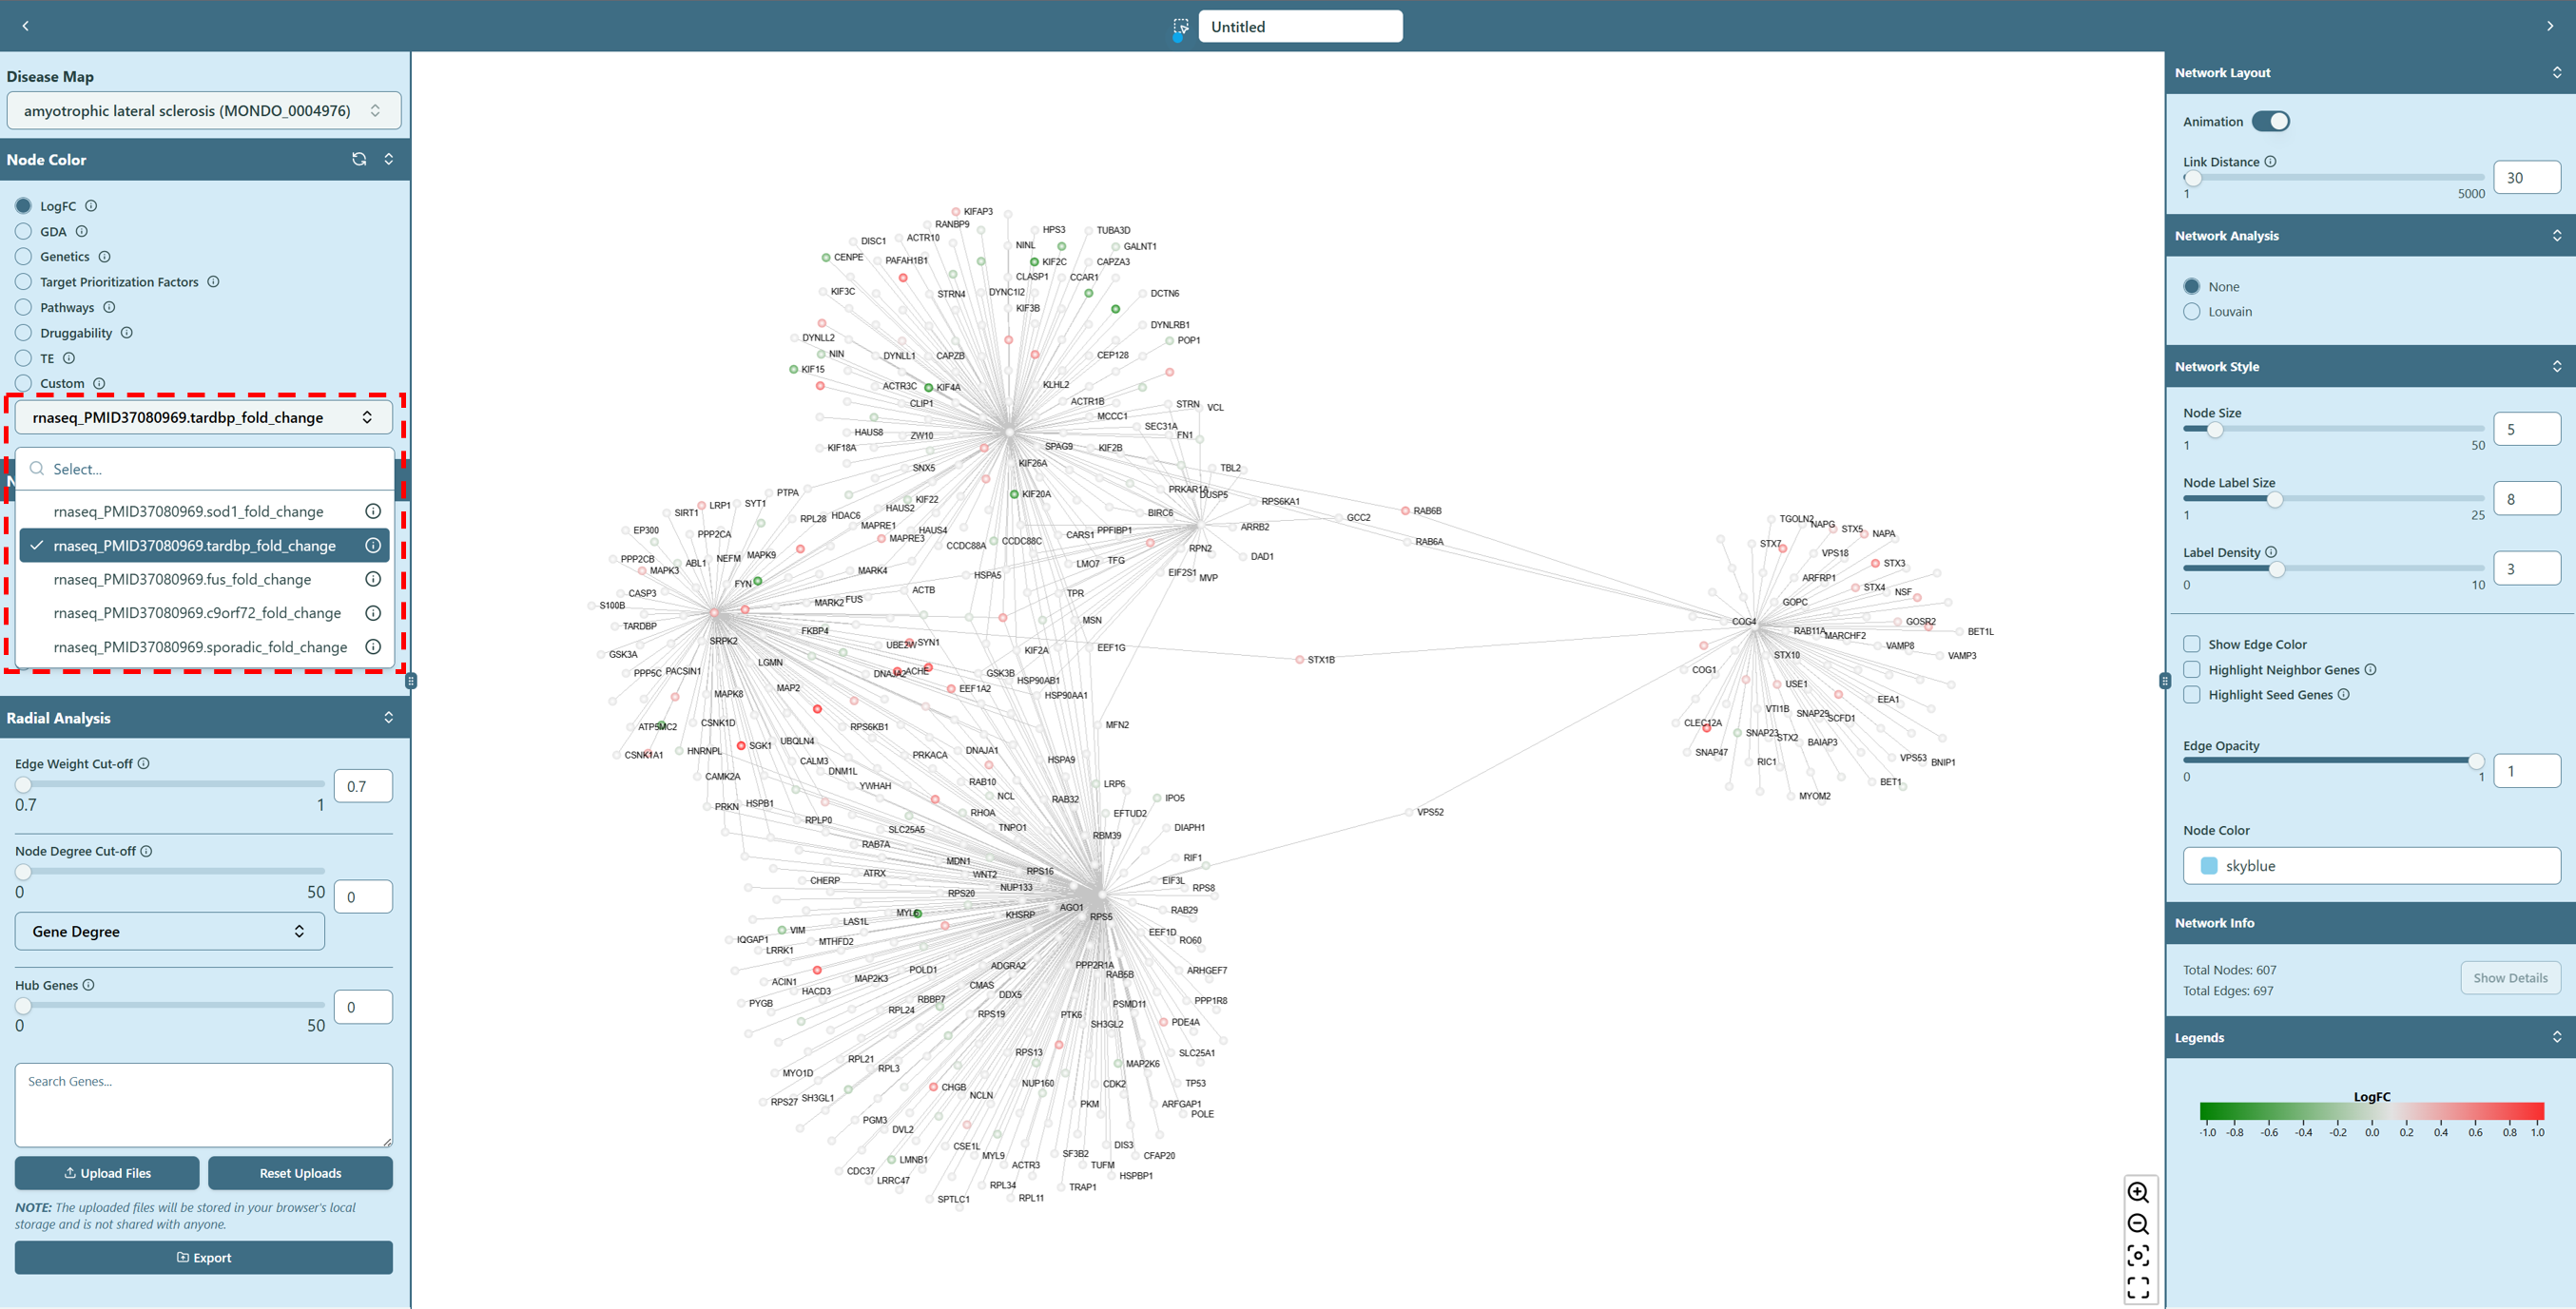 Untitled
Disease Map
amyotrophic lateral sclerosis (MONDO_0004976)
Node Color
LogFC
GDA
Genetics
Target Prioritization Factors
Pathways
Druggability
TE
Custom
rnaseq_PMID37080969.tardbp_fold_change
Select...
rnaseq_PMID37080969.sod1_fold_change
rnaseq_PMID37080969.tardbp_fold_change
rnaseq_PMID37080969.fus_fold_change
rnaseq_PMID37080969.c9orf72_fold_change
rnaseq_PMID37080969.sporadic_fold_change
Radial Analysis
Edge Weight Cut-off
0.7
0.7 1
Node Degree Cut-off
0 50
0
Gene Degree
Hub Genes
0 50
0
Search Genes...
Upload Files
Reset Uploads
NOTE: The uploaded files will be stored in your browser's local
storage and is not shared with anyone.
Export
KIFAP3
RANBP9
HPS3
TUBA3D
DISC1
ACTR10
NINL
GALNT1
CENPE
PAFAH1B1
KIF2C
CAPZA3
CLASP1
CCAR1
KIF3C
STRN4
DYNC1I2
DCTN6
KIF3B
DYNLRB1
DYNLL2
POP1
NIN
DYNLL1
CAPZB
CEP128
KIF15
ACTR3C
KIF4A
KLHL2
CLIP1
ACTR1B
STRN
VCL
MCCC1
SEC31A
HAUS8
ZW10
FN1
KIF18A
SPAG9
KIF2B
KIF26A
SNX5
TBL2
PTPA
KIF20A
PRKAR1A
DUSP5
LRP1
SYT1
KIF22
RPS6KA1
SIRT1
HAUS2
RPL28
HDAC6
BIRC6
GCC2
RAB6B
MAPRE1
ARRB2
EP300
PPP2CA
HAUS4
CARS1
PPFIBP1
MAPRE3
CCDC88A
CCDC88C
RAB6A
RPN2
PPP2CB
NEFM
MAPK9
ABL1
LMO7
TFG
DAD1
MAPK3
MARK4
EIF2S1
FYN
HSPA5
MVP
CASP3
ACTB
TPR
S100B
MARK2
FUS
MSN
TARDBP
FKBP4
SRPK2
UBE2W
SYN1
EEF1G
GSK3A
KIF2A
STX1B
LGMN
PPP5C
PACSIN1
DNAJA2
ACHE
GSK3B
HSP90AB1
MAPK8
MAP2
EEF1A2
HSP90AA1
ATP5MC2
CSNK1D
RPS6KB1
MFN2
CSNK1A1
HNRNPL
SGK1
UBQLN4
PRKACA
DNAJA1
CALM3
HSPA9
CAMK2A
DNM1L
YWHAH
RAB10
LRP6
PRKN
HSPB1
NCL
RAB32
IPO5
RPLP0
RHOA
EFTUD2
VPS52
SLC25A5
TNPO1
DIAPH1
RBM39
RAB7A
RIF1
MDN1
CHERP
ATRX
WNT2
RPS16
EIF3L
RPS20
NUP133
RPS8
MYL6
KHSRP
AGO1
RPS5
RAB29
LAS1L
VIM
EEF1D
IQGAP1
MTHFD2
RO60
LRRK1
POLD1
ADGRA2
PPP2R1A
RAB5B
ARHGEF7
ACIN1
MAP2K3
HACD3
CMAS
DDX5
PYGB
RBBP7
PSMD11
PPP1R8
RPL24
RPS19
PTK6
SH3GL2
PDE4A
RPL21
RPS13
SLC25A1
MYO1D
RPL3
MAP2K6
CHGB
NUP160
CDK2
TP53
RPS27
SH3GL1
NCLN
PKM
ARFGAP1
POLE
PGM3
DVL2
CSE1L
DIS3
LMNB1
MYL9
SF3B2
CFAP20
CDC37
ACTR3
TUFM
LRRC47
HSPBP1
RPL34
TRAP1
SPTLC1
RPL11
TGOLN2
NAPG
STX5
NAPA
STX7
VPS18
STX3
ARFRP1
STX4
NSF
GOPC
COG4
GOSR2
RAB11A
MARCHF2
BET1L
VAMP8
STX10
VAMP3
COG1
USE1
EEA1
VTI1B
SNAP29
SCFD1
CLEC12A
SNAP23
STX2
BAIAP3
SNAP47
RIC1
VPS53
BNIP1
BET1
MYOM2
Network Layout
Animation
Link Distance
30
1 5000
Network Analysis
None
Louvain
Network Style
Node Size
5
1 50
Node Label Size
8
1 25
Label Density
3
0 10
Show Edge Color
Highlight Neighbor Genes
Highlight Seed Genes
Edge Opacity
1
0 1
Node Color
skyblue
Network Info
Total Nodes: 607
Total Edges: 697
Show Details
Legends
LogFC
-1.0 -0.8 -0.6 -0.4 -0.2 0.0 0.2 0.4 0.6 0.8 1.0